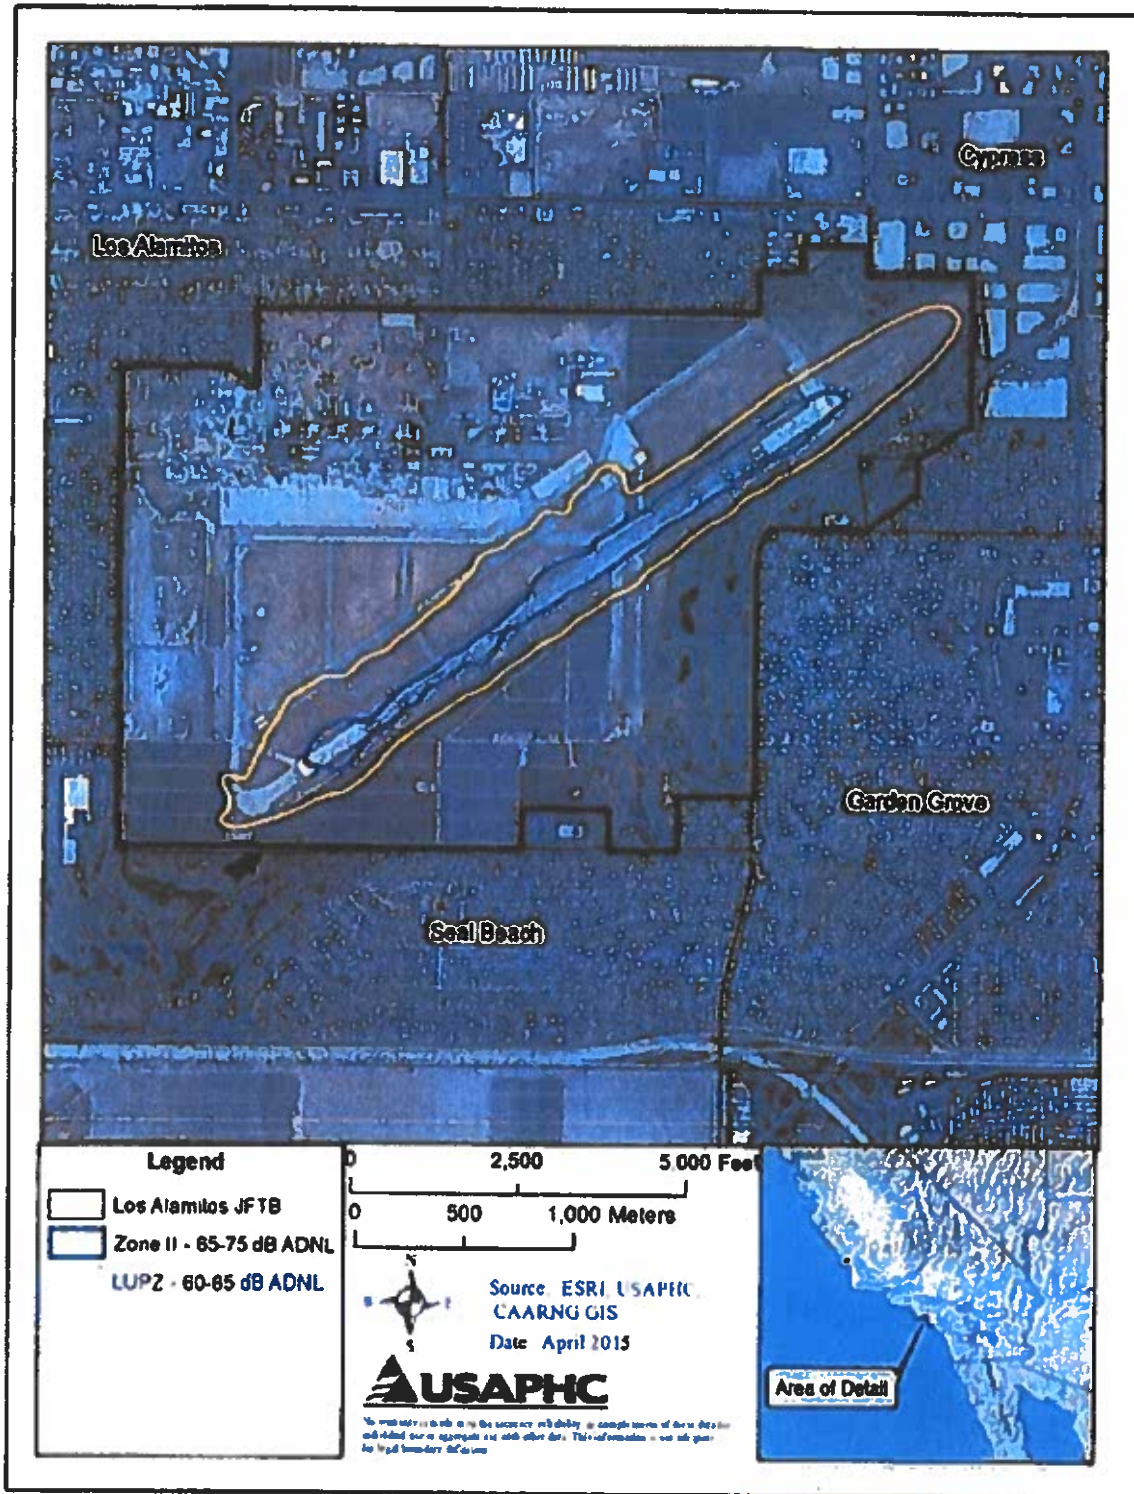 Cypress
Los Alamitos
Garden Grove
Seal Beach
Legend
Los Alamitos JFTB
Zone II - 65-75 dB ADNL
LUPZ - 60-65 dB ADNL
0 2,500 5,000 Feet
0 500 1,000 Meters
N
S
Source: ESRI, USAPHC,
CAARNG GIS
Date April 2015
USAPHC
Area of Detail